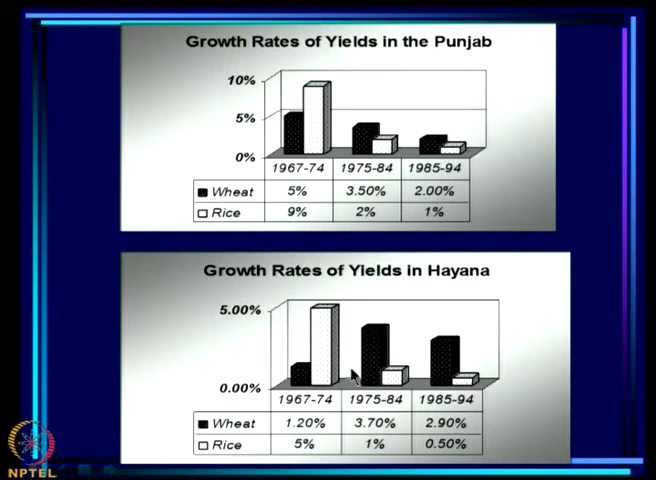 Growth Rates of Yields in the Punjab
10%
5%
0%
1967-74 1975-84 1985-94
Wheat 5% 3.50% 2.00%
Rice 9% 2% 1%
Growth Rates of Yields in Hayana
5.00%
0.00%
1967-74 1975-84 1985-94
Wheat 1.20% 3.70% 2.90%
Rice 5% 1% 0.50%
NPTEL